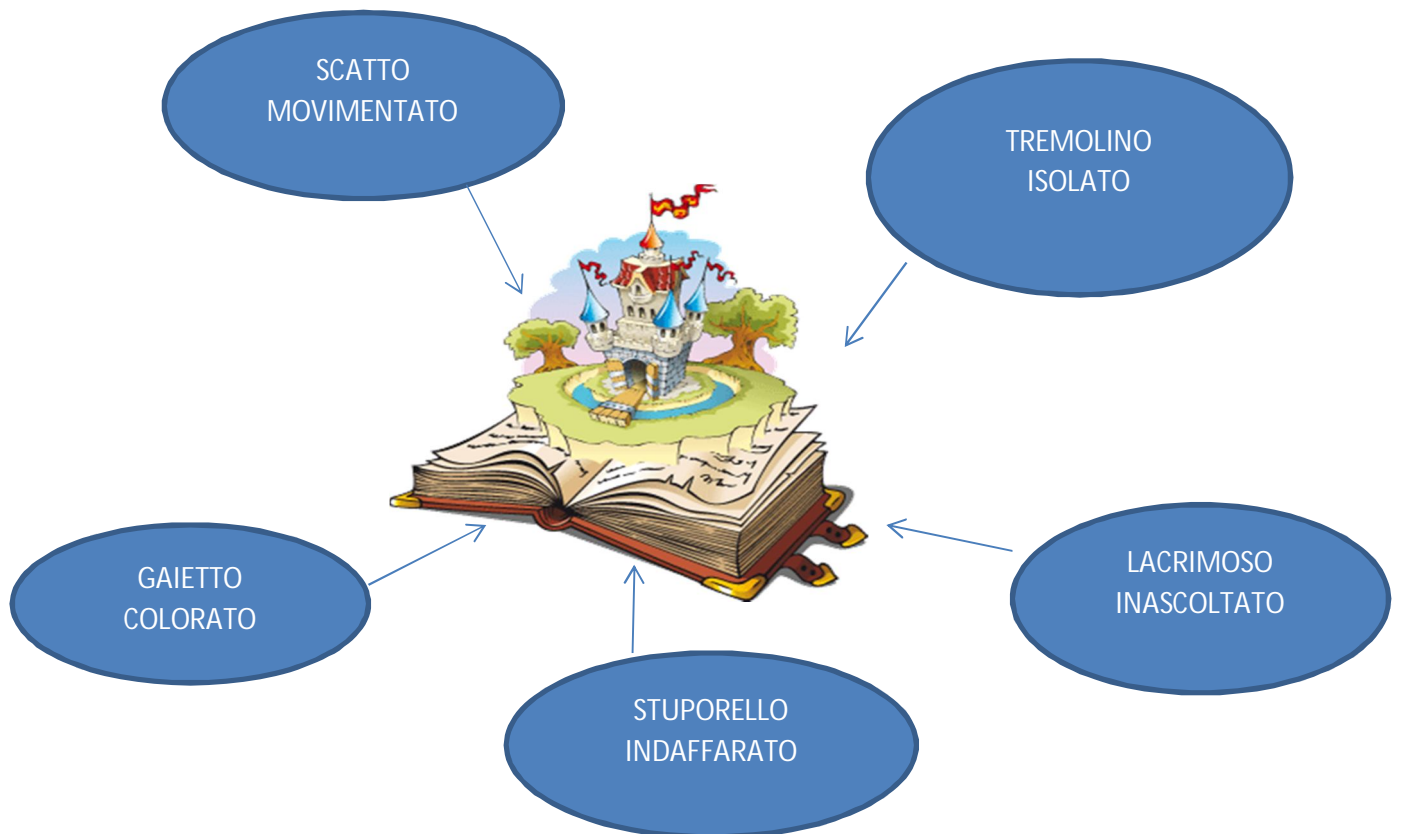 SCATTO
MOVIMENTATO
TREMOLINO
ISOLATO
GAIETTO
COLORATO
LACRIMOSO
INASCOLTATO
STUPORELLO
INDAFFARATO